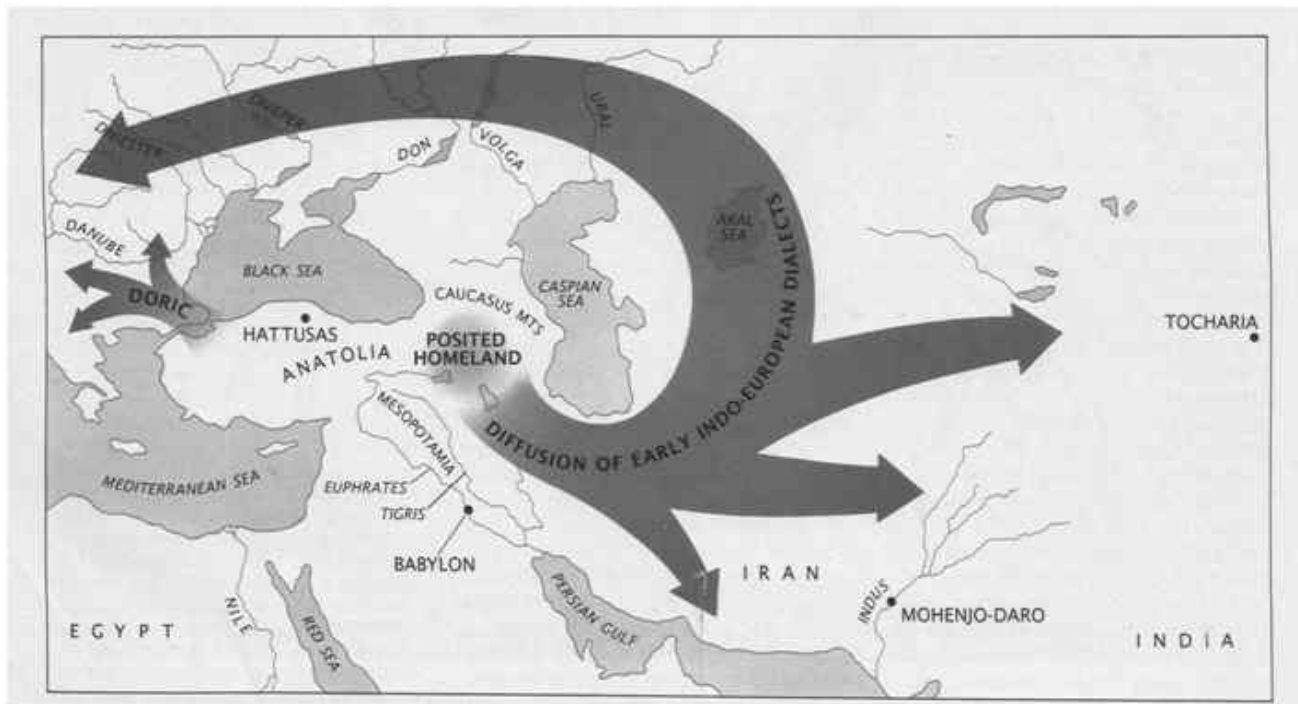 DNIEPER
DNIESTER
DON
VOLGA
URAL
ARAL
SEA
DANUBE
BLACK SEA
CASPIAN
SEA
CAUCASUS MTS
DORIC
HATTUSAS
ANATOLIA
POSITED
HOMELAND
TOCHARIA
DIFFUSION OF EARLY INDO-EUROPEAN DIALECTS
MESOPOTAMIA
MEDITERRANEAN SEA
EUPHRATES
TIGRIS
BABYLON
IRAN
PERSIAN GULF
INDUS
MOHENJO-DARO
NILE
RED SEA
EGYPT
INDIA